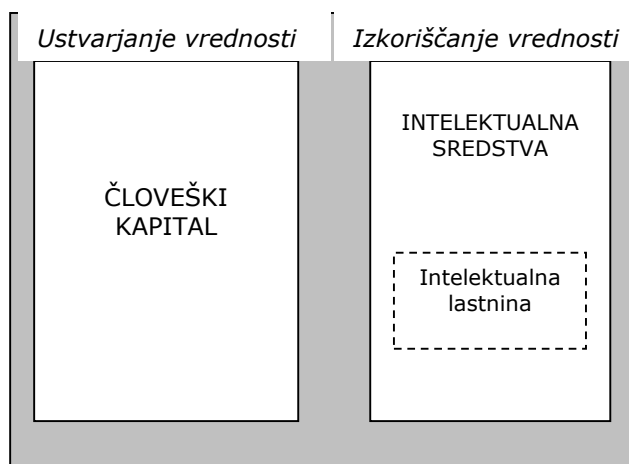 Ustvarjanje vrednosti
Izkoriščanje vrednosti
ČLOVEŠKI
KAPITAL
INTELEKTUALNA
SREDSTVA
Intelektualna
lastnina